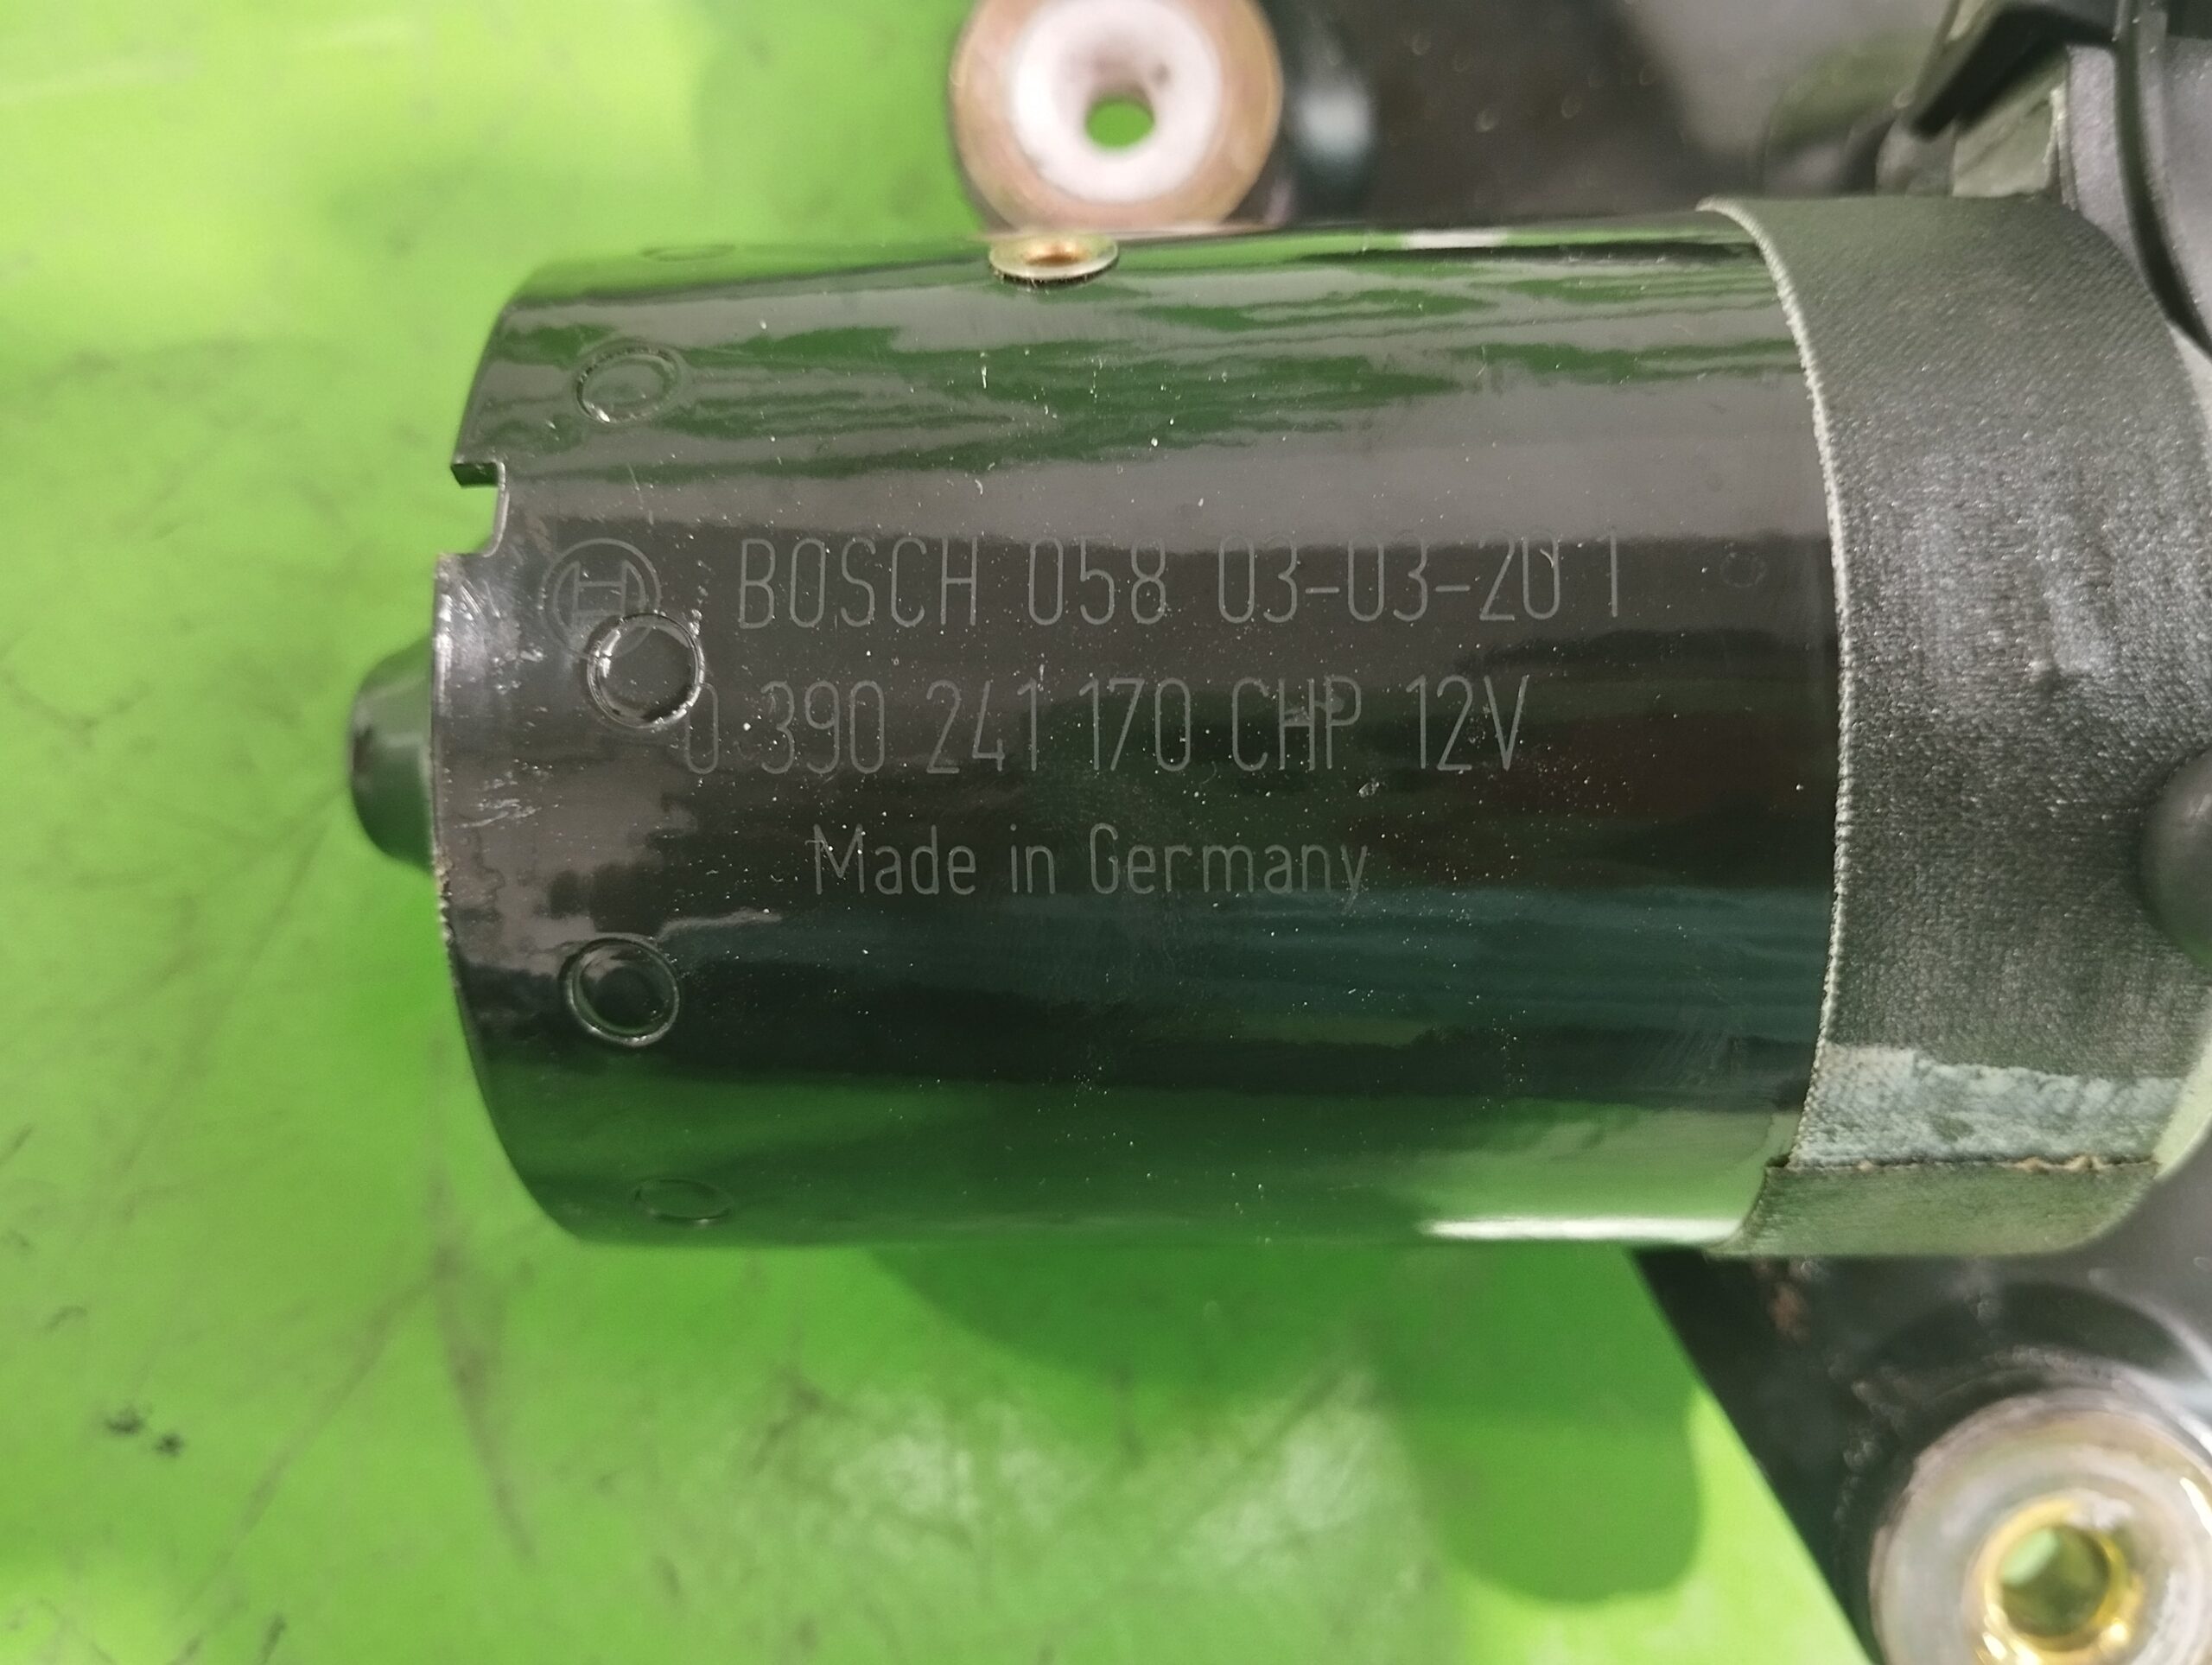 BOSCH 058 03-03-20 1
0 390 241 170 CHP 12V
Made in Germany